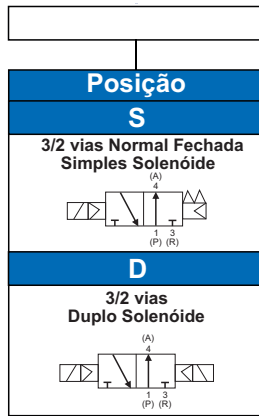 Posição
S
3/2 vias Normal Fechada
Simples Solenóide
(A)
4
1 3
(P) (R)
D
3/2 vias
Duplo Solenóide
(A)
4
1 3
(P) (R)